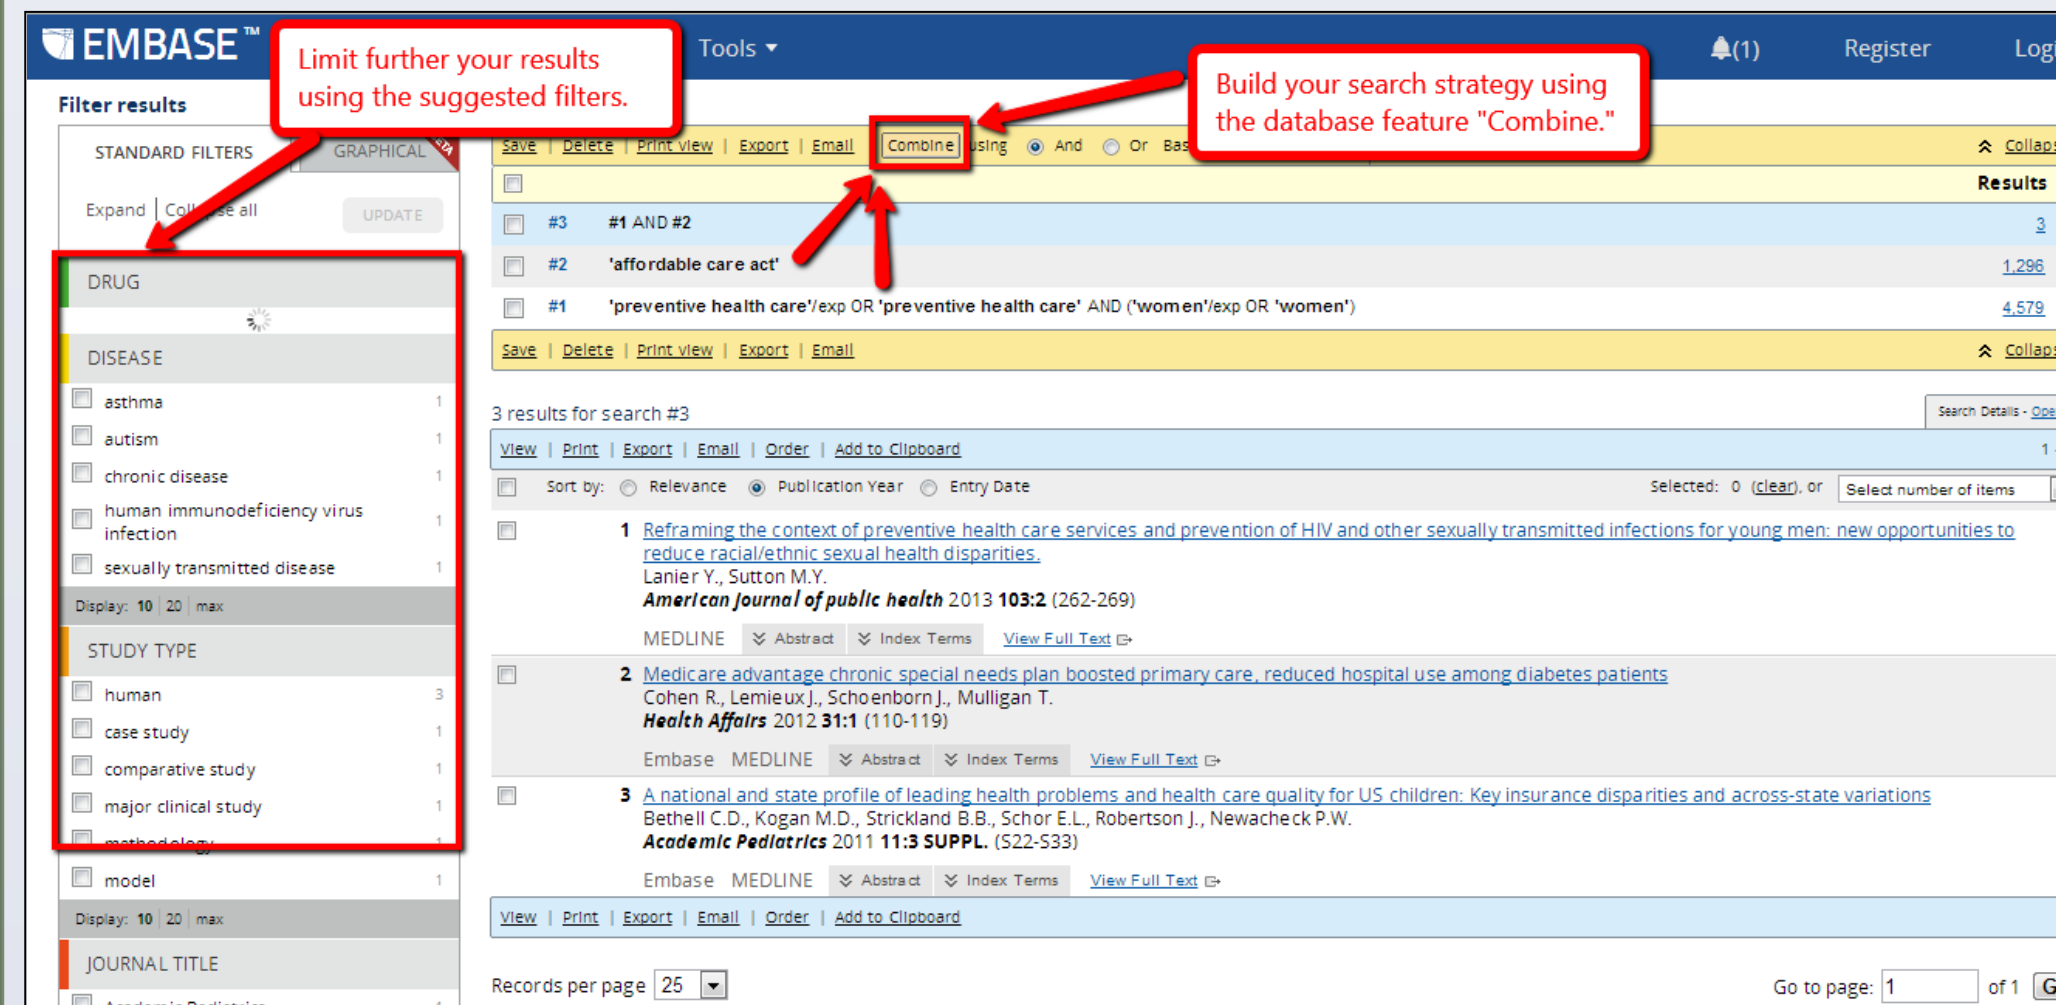 EMBASE™
Limit further your results
using the suggested filters.
Tools
Build your search strategy using
the database feature "Combine."
(1)
Register
Filter results
STANDARD FILTERS
GRAPHICAL
Save | Delete | Print view | Export | Email
Combine using And Or
Results
Expand | Collapse all
UPDATE
#3 #1 AND #2 3
#2 'affordable care act' 1,296
#1 'preventive health care'/exp OR 'preventive health care' AND ('women'/exp OR 'women') 4,579
Save | Delete | Print view | Export | Email
DRUG
DISEASE
asthma 1
autism 1
chronic disease 1
human immunodeficiency virus
infection 1
sexually transmitted disease 1
Display: 10 | 20 | max
STUDY TYPE
human 3
case study 1
comparative study 1
major clinical study 1
methodology 1
model 1
Display: 10 | 20 | max
JOURNAL TITLE
Academic Pediatrics 1
3 results for search #3
Search Details -
View | Print | Export | Email | Order | Add to Clipboard
1
Sort by: Relevance Publication Year Entry Date
Selected: 0 (clear), or Select number of items
1 Reframing the context of preventive health care services and prevention of HIV and other sexually transmitted infections for young men: new opportunities to
reduce racial/ethnic sexual health disparities.
Lanier Y., Sutton M.Y.
American journal of public health 2013 103:2 (262-269)
MEDLINE Abstract Index Terms View Full Text
2 Medicare advantage chronic special needs plan boosted primary care, reduced hospital use among diabetes patients
Cohen R., Lemieux J., Schoenborn J., Mulligan T.
Health Affairs 2012 31:1 (110-119)
Embase MEDLINE Abstract Index Terms View Full Text
3 A national and state profile of leading health problems and health care quality for US children: Key insurance disparities and across-state variations
Bethell C.D., Kogan M.D., Strickland B.B., Schor E.L., Robertson J., Newacheck P.W.
Academic Pediatrics 2011 11:3 SUPPL. (S22-S33)
Embase MEDLINE Abstract Index Terms View Full Text
View | Print | Export | Email | Order | Add to Clipboard
Records per page 25
Go to page: 1 of 1